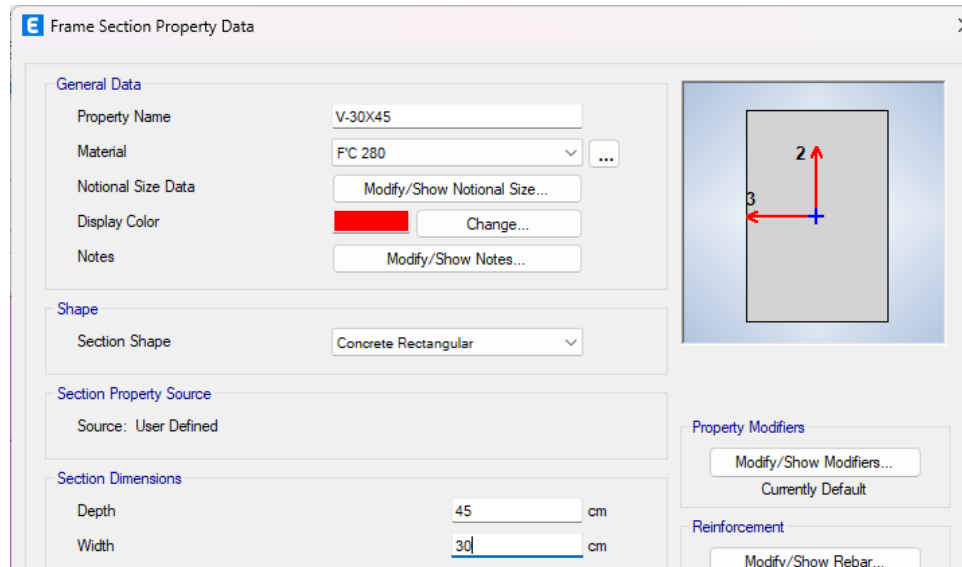 E Frame Section Property Data
General Data
Property Name V-30X45
Material F'C 280 ...
Notional Size Data Modify/Show Notional Size...
Display Color Change...
Notes Modify/Show Notes...
2
3
Shape
Section Shape Concrete Rectangular
Section Property Source
Source: User Defined
Property Modifiers
Modify/Show Modifiers...
Currently Default
Section Dimensions
Depth 45 cm
Width 30 cm
Reinforcement
Modify/Show Rebar...